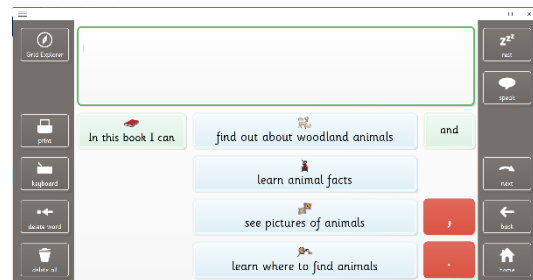 Grid Explorer
zzz
rest
speak
print
In this book I can
find out about woodland animals
and
keyboard
learn animal facts
next
delete word
see pictures of animals
,
back
delete all
learn where to find animals
.
home